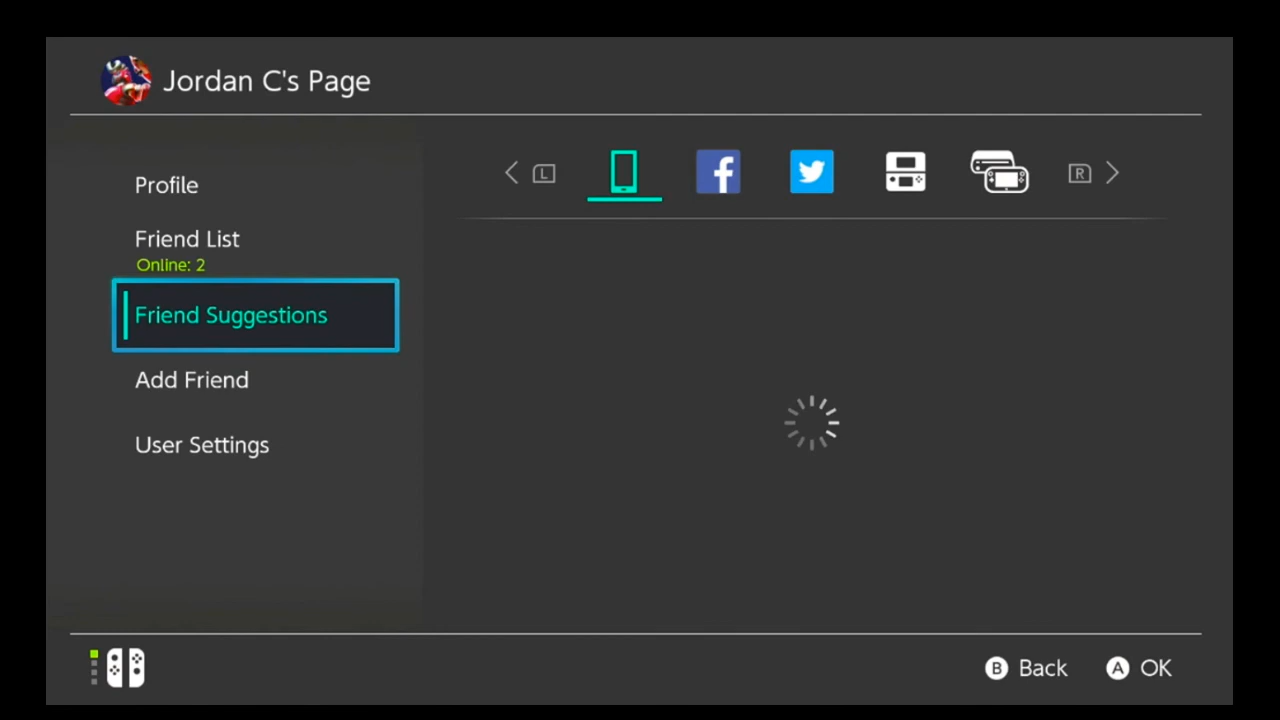 Jordan C's Page
Profile
Friend List
Online: 2
Friend Suggestions
Add Friend
User Settings
L
f
R
B Back
A OK